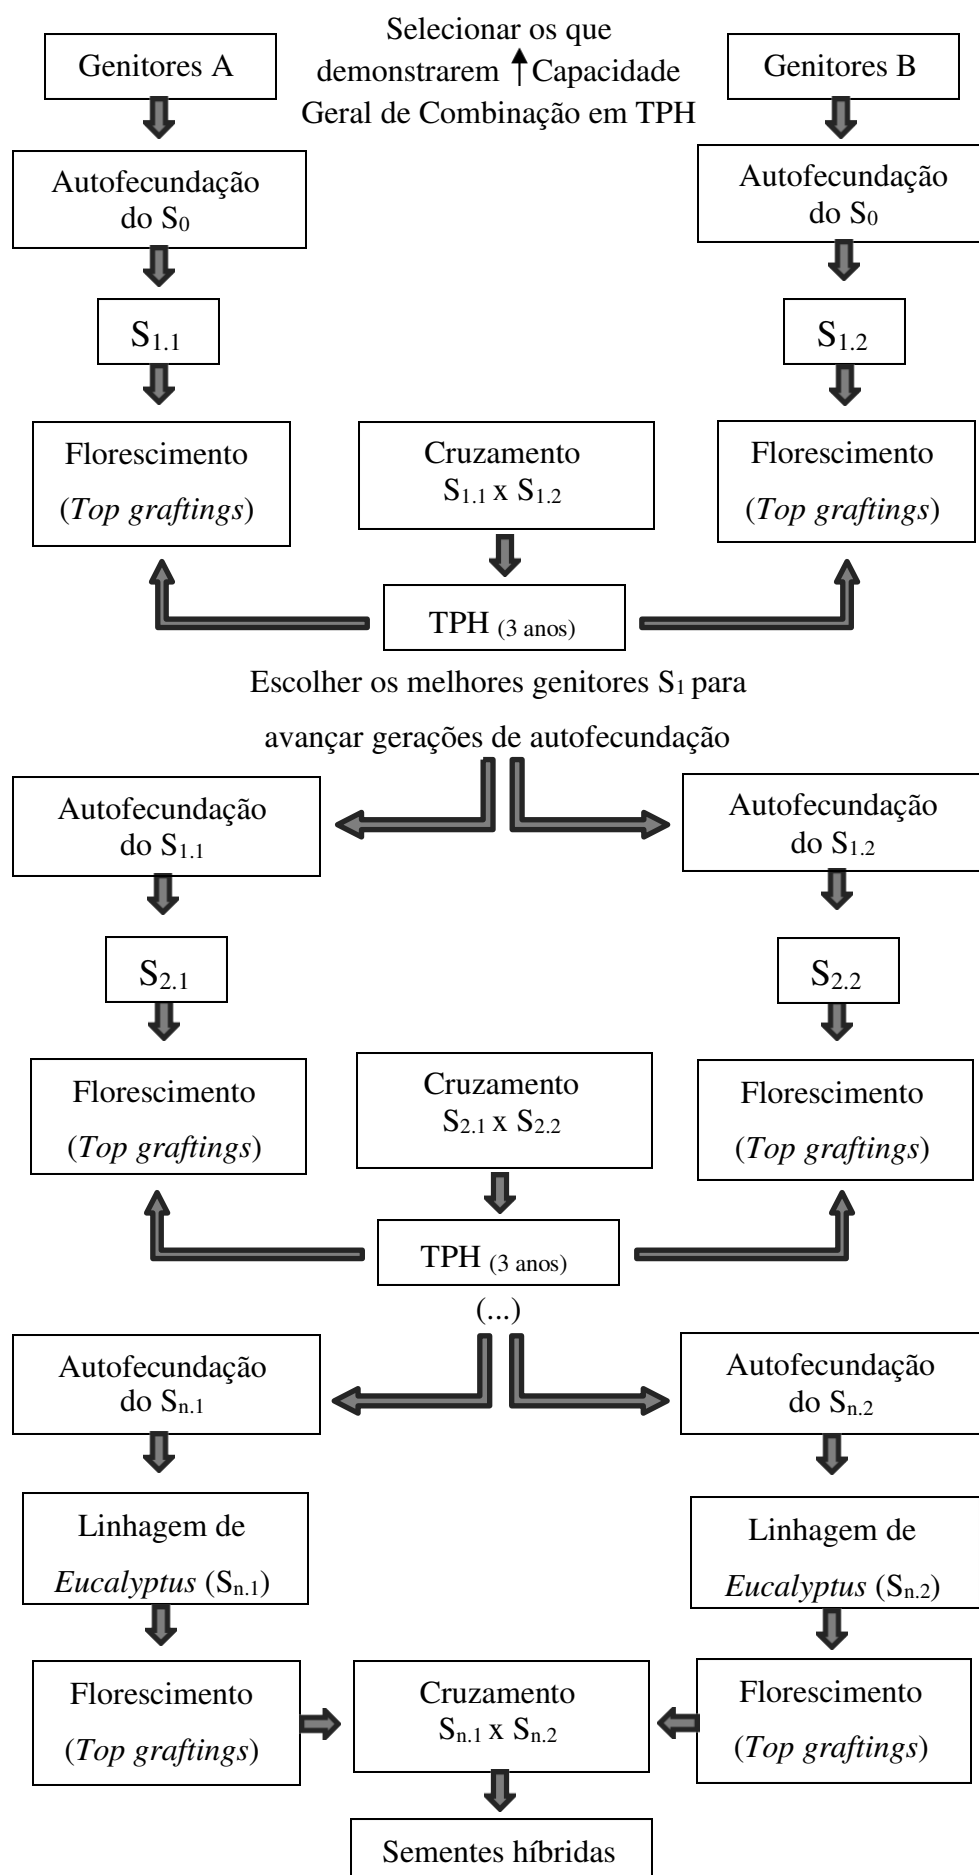 Selecionar os que
demonstrarem ↑ Capacidade
Geral de Combinação em TPH
Genitores A
Genitores B
Autofecundação
do S₀
Autofecundação
do S₀
S₁.₁
S₁.₂
Florescimento
(Top graftings)
Cruzamento
S₁.₁ x S₁.₂
Florescimento
(Top graftings)
TPH (3 anos)
Escolher os melhores genitores S₁ para
avançar gerações de autofecundação
Autofecundação
do S₁.₁
Autofecundação
do S₁.₂
S₂.₁
S₂.₂
Florescimento
(Top graftings)
Cruzamento
S₂.₁ x S₂.₂
Florescimento
(Top graftings)
TPH (3 anos)
(...)
Autofecundação
do Sₙ.₁
Autofecundação
do Sₙ.₂
Linhagem de
Eucalyptus (Sₙ.₁)
Linhagem de
Eucalyptus (Sₙ.₂)
Florescimento
(Top graftings)
Cruzamento
Sₙ.₁ x Sₙ.₂
Florescimento
(Top graftings)
Sementes híbridas